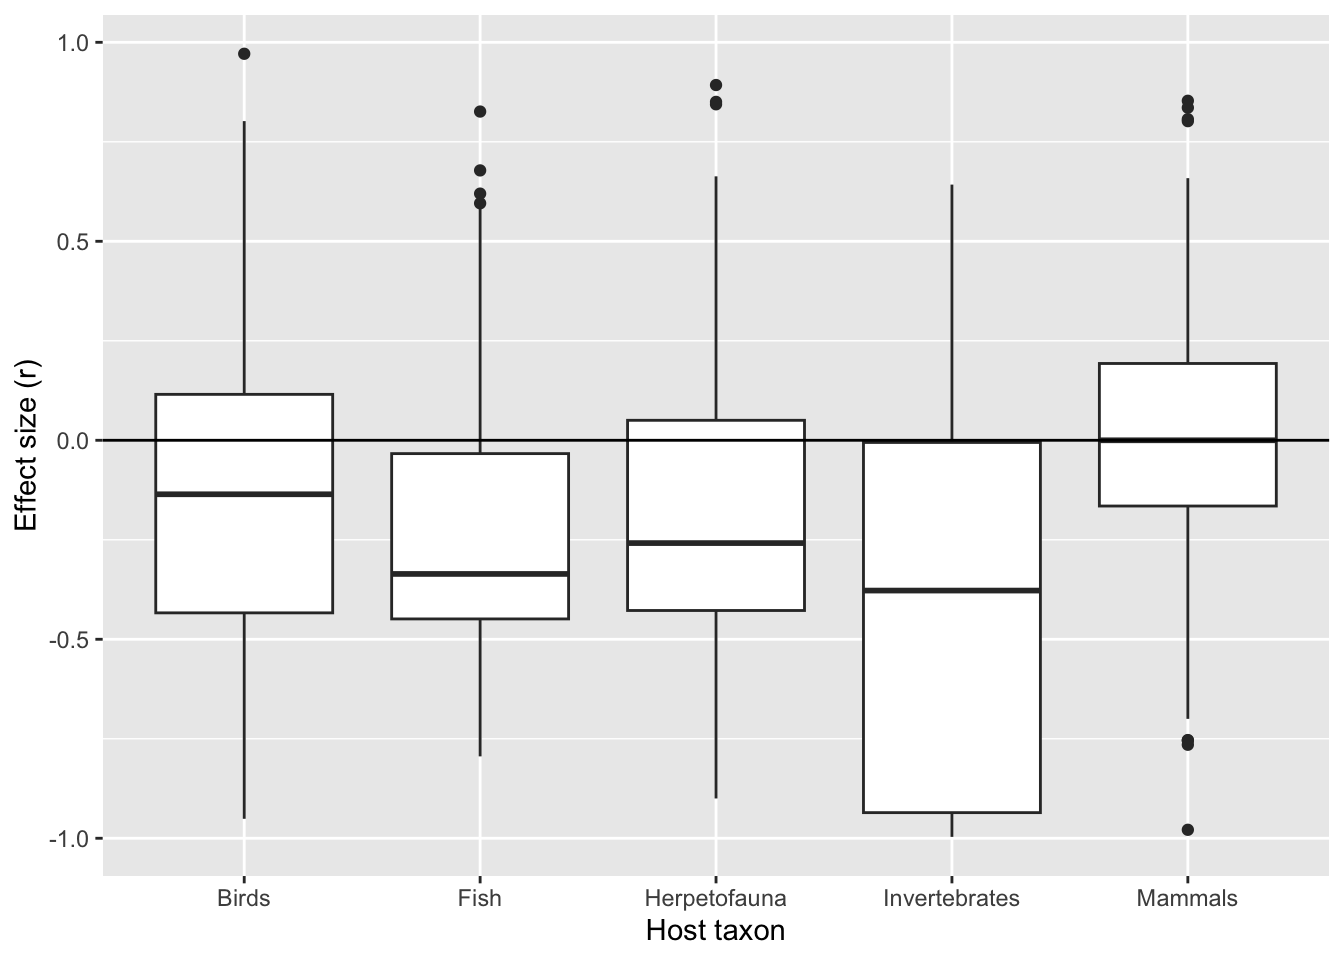 Effect size (r)
1.0
0.5
0.0
-0.5
-1.0
Birds Fish Herpetofauna Invertebrates Mammals
Host taxon